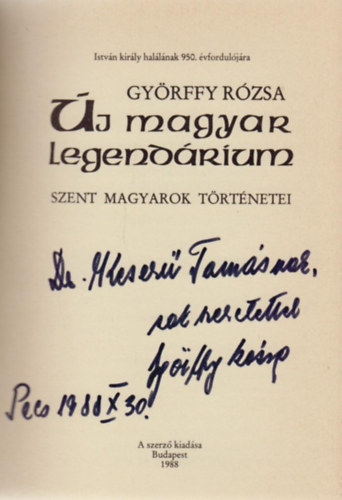 István király halálának 950. évfordulójára
GYÖRFFY RÓZSA
Új magyar
legendárium
SZENT MAGYAROK TÖRTÉNETEI
Dr. Keserü Tamásnak,
sok szeretettel
Györffy Rózsa
Pécs 1988 X 30.
A szerző kiadása
Budapest
1988